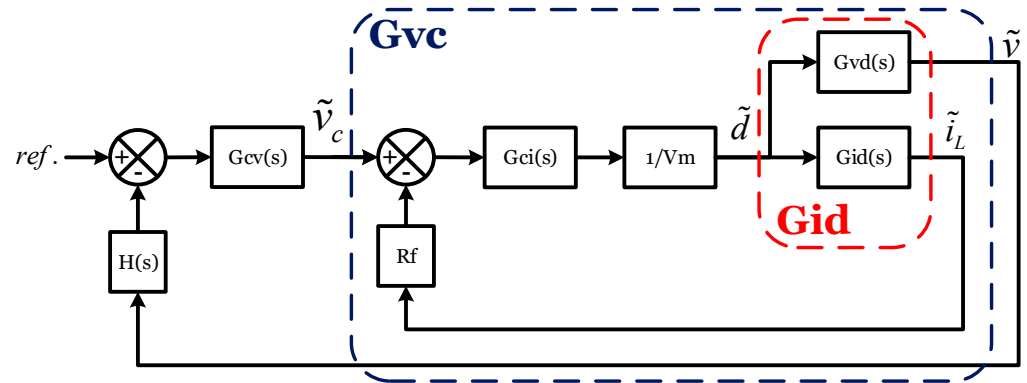 Gvc
ṽ
Gvd(s)
ref.
+
-
Gcv(s)
ṽc
+
-
Gci(s)
1/Vm
d̃
Gid(s)
ĩL
Gid
H(s)
Rf